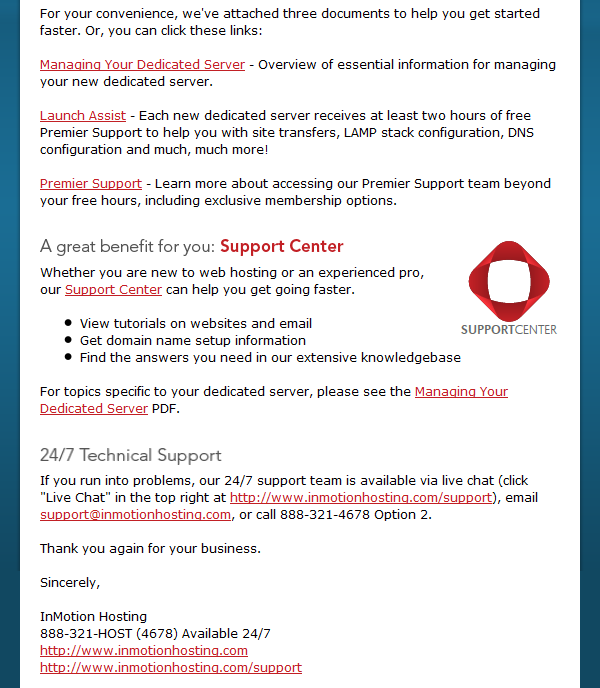 For your convenience, we've attached three documents to help you get started
faster. Or, you can click these links:
Managing Your Dedicated Server - Overview of essential information for managing
your new dedicated server.
Launch Assist - Each new dedicated server receives at least two hours of free
Premier Support to help you with site transfers, LAMP stack configuration, DNS
configuration and much, much more!
Premier Support - Learn more about accessing our Premier Support team beyond
your free hours, including exclusive membership options.
A great benefit for you: Support Center
Whether you are new to web hosting or an experienced pro,
our Support Center can help you get going faster.
SUPPORTCENTER
• View tutorials on websites and email
• Get domain name setup information
• Find the answers you need in our extensive knowledgebase
For topics specific to your dedicated server, please see the Managing Your
Dedicated Server PDF.
24/7 Technical Support
If you run into problems, our 24/7 support team is available via live chat (click
"Live Chat" in the top right at http://www.inmotionhosting.com/support), email
support@inmotionhosting.com, or call 888-321-4678 Option 2.
Thank you again for your business.
Sincerely,
InMotion Hosting
888-321-HOST (4678) Available 24/7
http://www.inmotionhosting.com
http://www.inmotionhosting.com/support